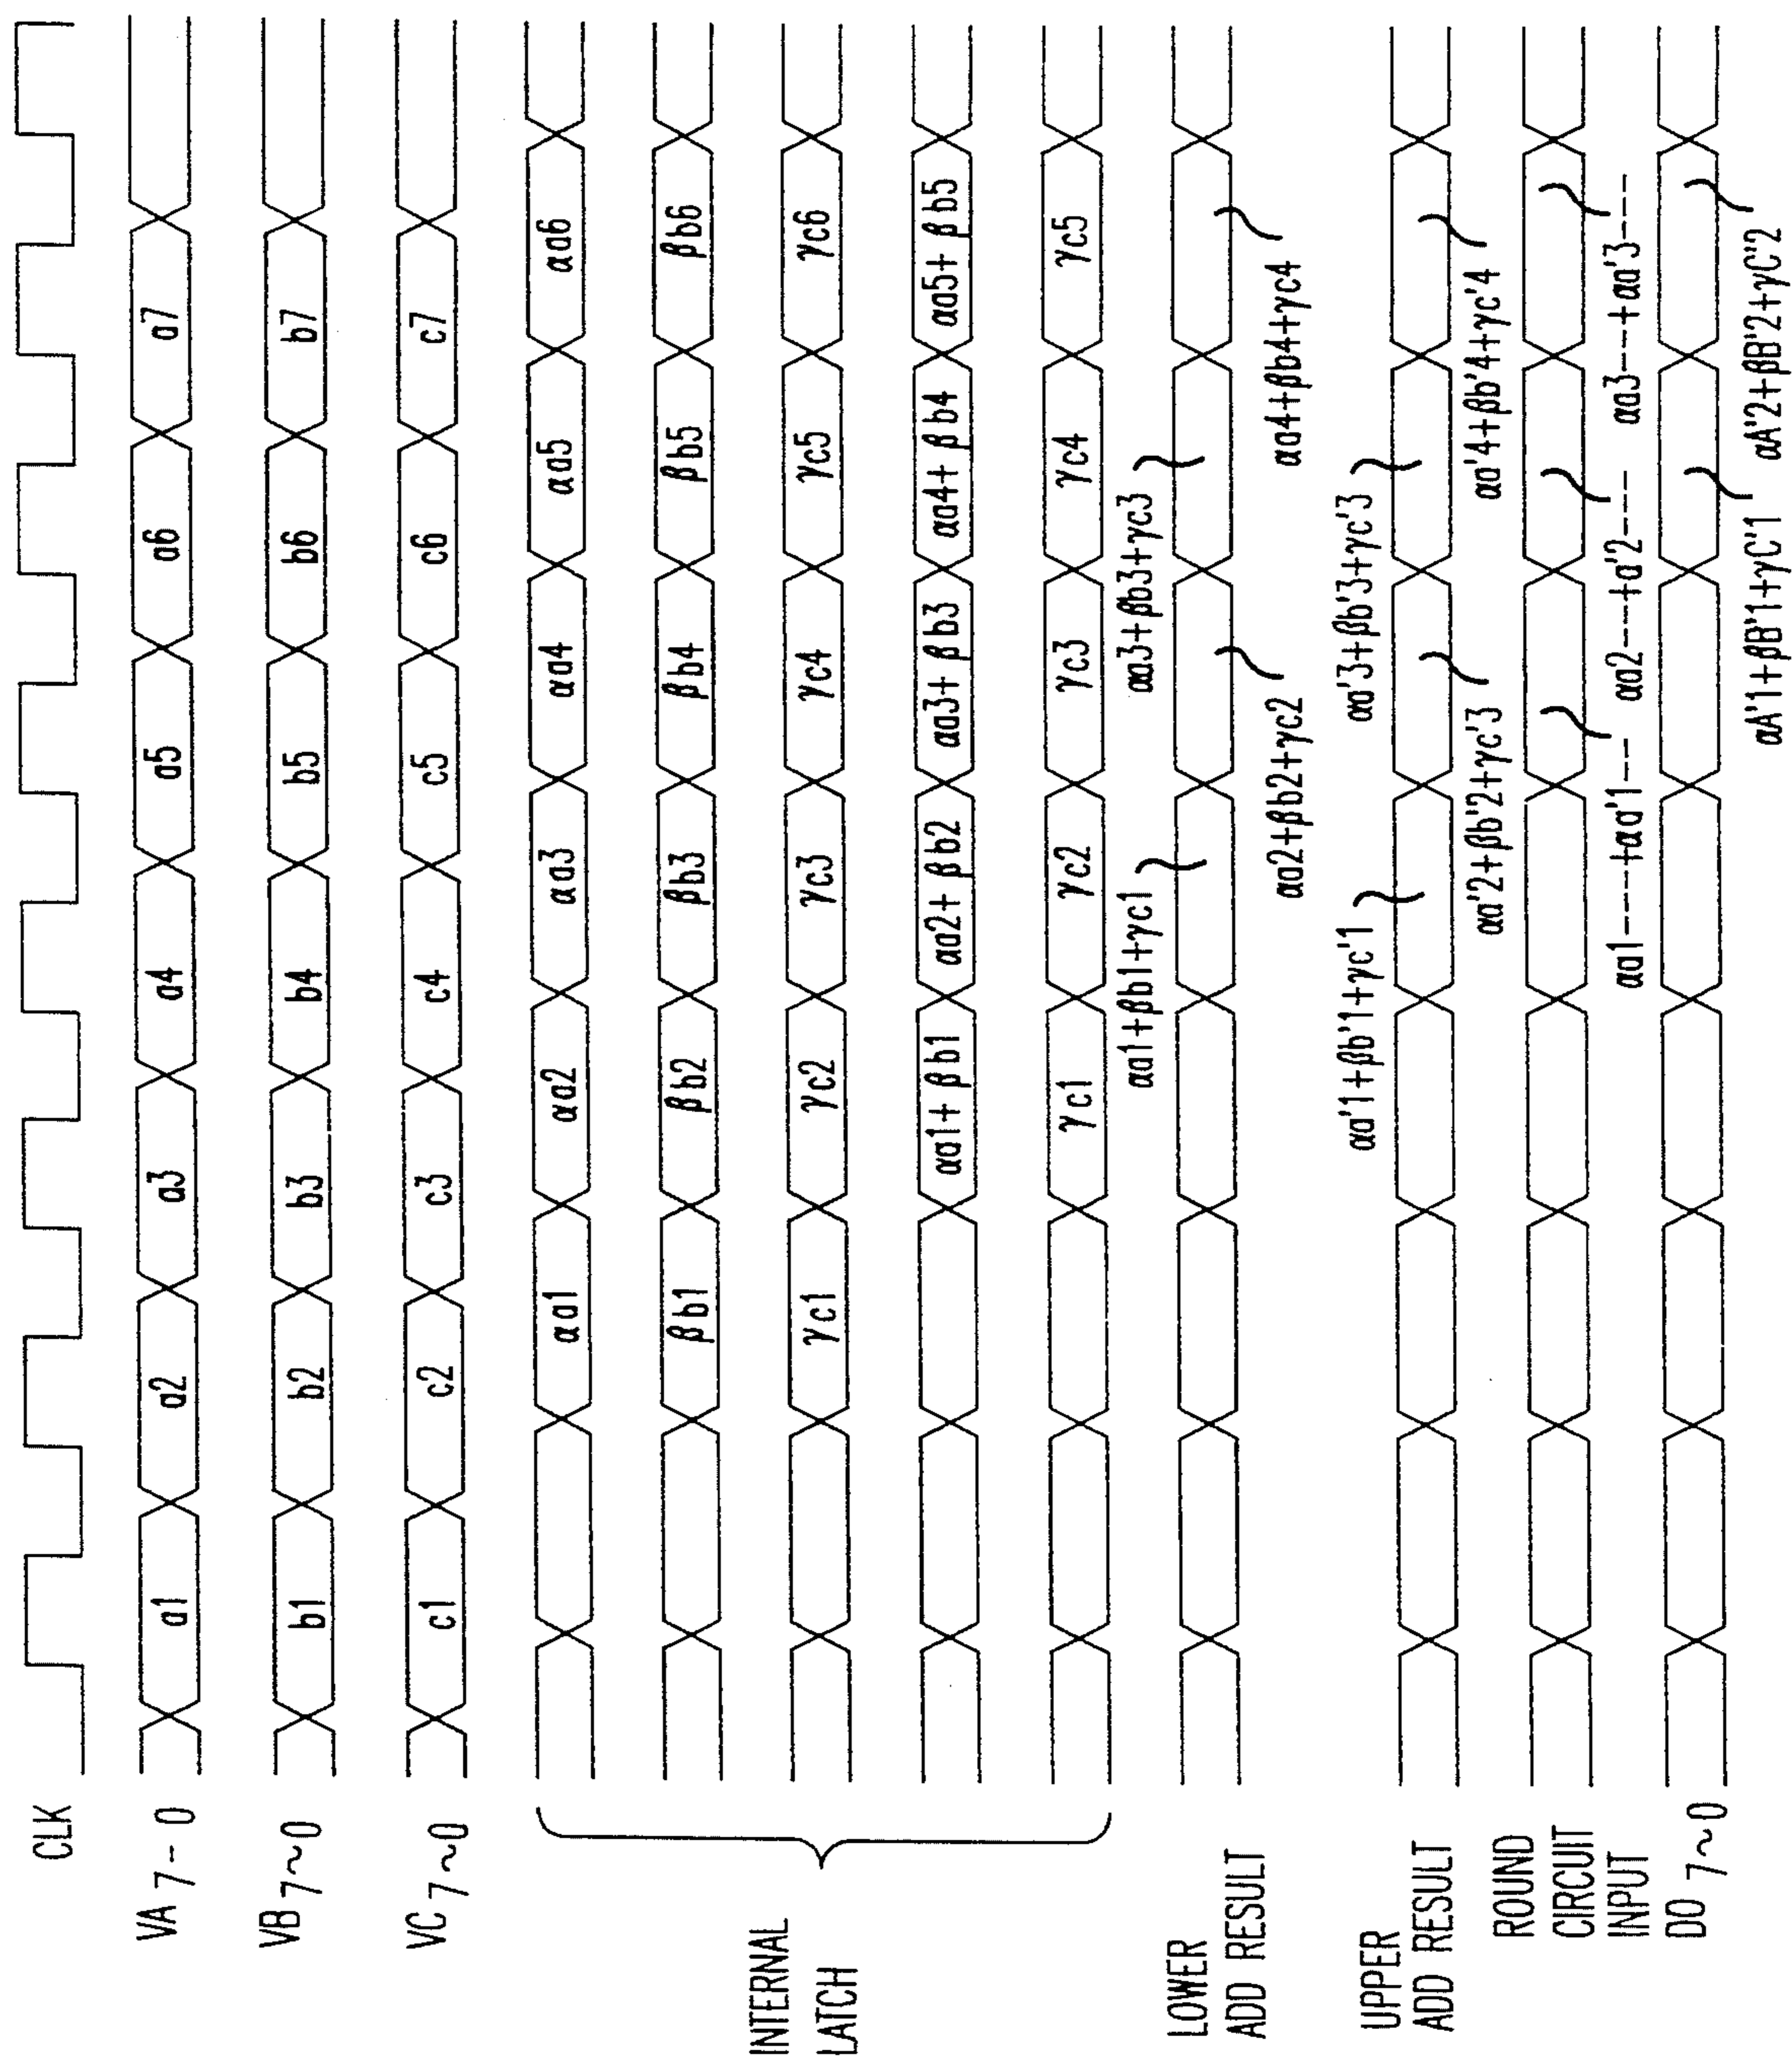 CLK
VA 7-0
a1 a2 a3 a4 a5 a6 a7
VB 7~0
b1 b2 b3 b4 b5 b6 b7
VC 7~0
c1 c2 c3 c4 c5 c6 c7
INTERNAL
LATCH
αa1 αa2 αa3 αa4 αa5 αa6
βb1 βb2 βb3 βb4 βb5 βb6
γc1 γc2 γc3 γc4 γc5 γc6
αa1+βb1 αa2+βb2 αa3+βb3 αa4+βb4 αa5+βb5
γc1 γc2 γc3 γc4 γc5
LOWER
ADD RESULT
αa1+βb1+γc1 αa3+βb3+γc3
αa2+βb2+γc2 αa4+βb4+γc4
UPPER
ADD RESULT
αa'1+βb'1+γc'1 αa'3+βb'3+γc'3
αa'2+βb'2+γc'3 αa'4+βb'4+γc'4
ROUND
CIRCUIT
INPUT
αa1----+αa'1-- αa2---+a'2--- αa3---+αa'3----
DO 7~0
αA'1+βB'1+γC'1 αA'2+βB'2+γC'2